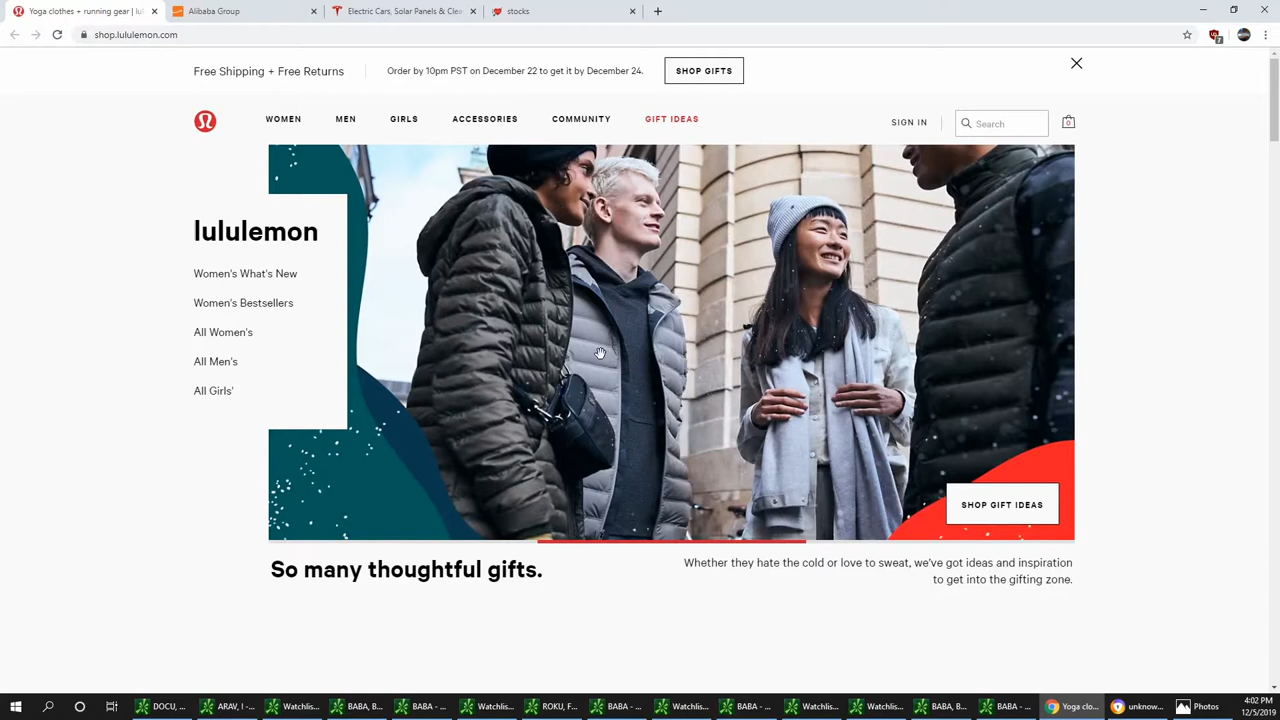 Yoga clothes + running gear | lul
Alibaba Group
Electric Cars, Solar Panels & Clea
stocks
shop.lululemon.com
7
Free Shipping + Free Returns
Order by 10pm PST on December 22 to get it by December 24.
SHOP GIFTS
WOMEN
MEN
GIRLS
ACCESSORIES
COMMUNITY
GIFT IDEAS
SIGN IN
Search
0
lululemon
Women's What's New
Women's Bestsellers
All Women's
All Men's
All Girls'
SHOP GIFT IDEAS
So many thoughtful gifts.
Whether they hate the cold or love to sweat, we've got ideas and inspiration
to get into the gifting zone.
DOCU, ...
ARAV, I - ...
Watchlis...
BABA, B...
BABA - ...
Watchlis...
ROKU, F...
BABA - ...
Watchlis...
BABA - ...
Watchlis...
Watchlis...
BABA, B...
BABA - ...
Yoga clo...
unknow...
Photos
4:02 PM
12/5/2019